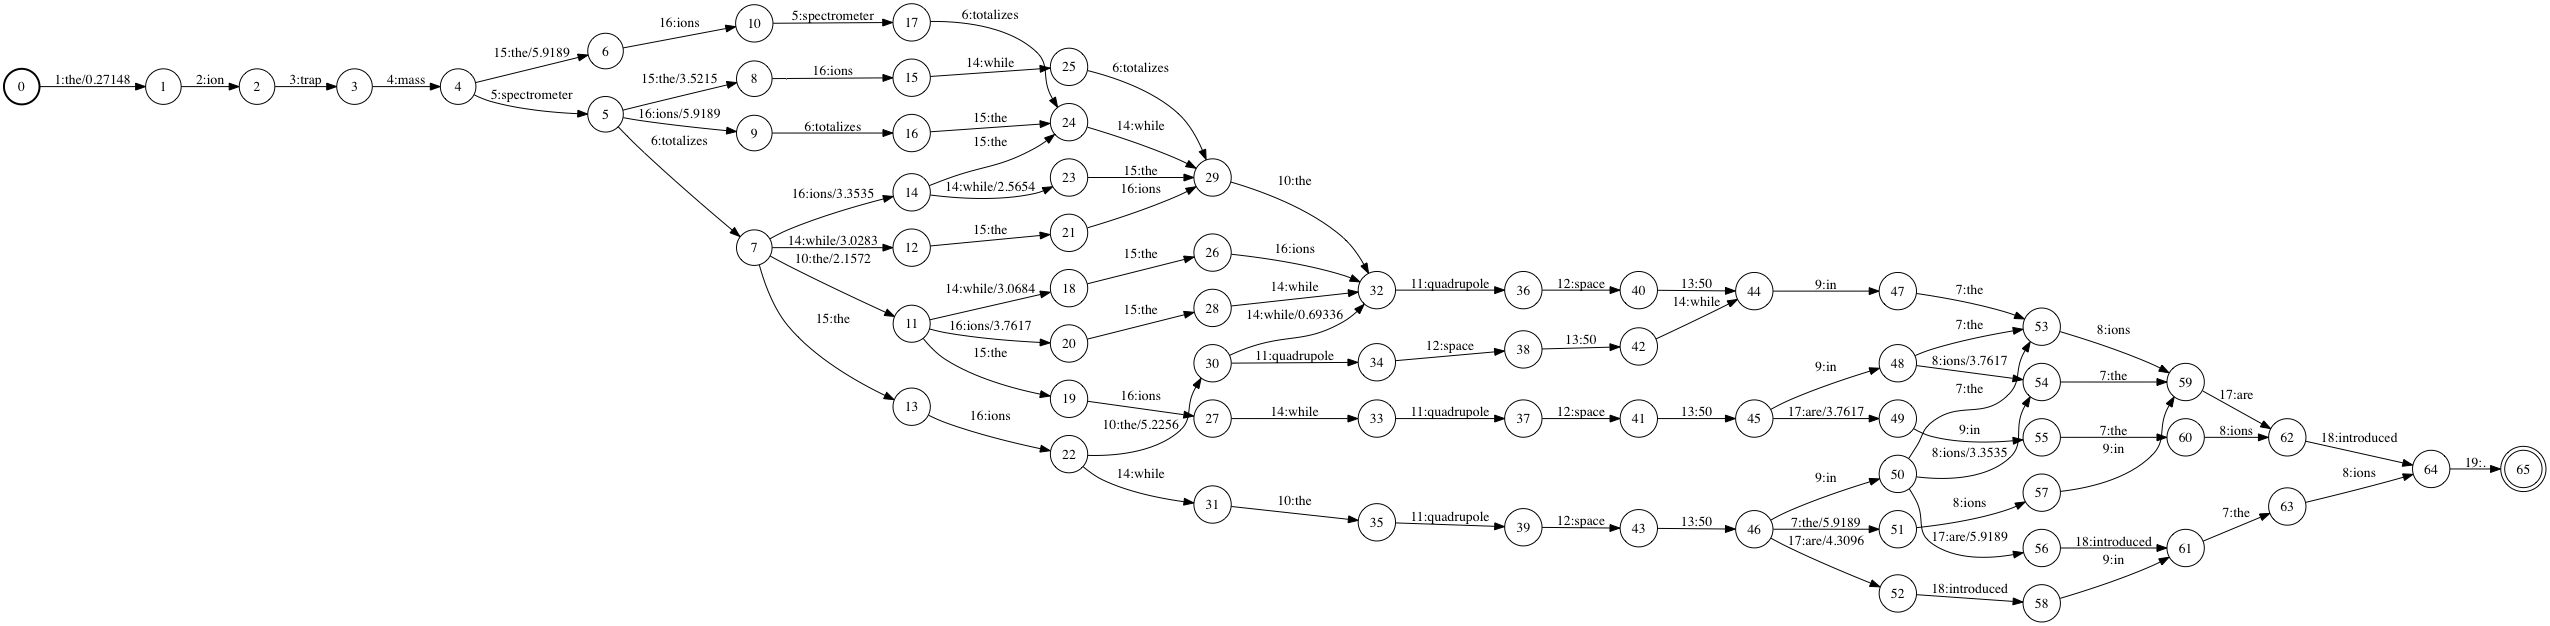 0
1:the/0.27148
1
2:ion
2
3:trap
3
4:mass
4
15:the/5.9189
5:spectrometer
6
16:ions
10
5:spectrometer
17
6:totalizes
5
15:the/3.5215
16:ions/5.9189
6:totalizes
8
16:ions
15
14:while
25
6:totalizes
9
6:totalizes
16
15:the
24
14:while
7
16:ions/3.3535
14:while/3.0283
10:the/2.1572
15:the
14
15:the
14:while/2.5654
23
15:the
29
10:the
12
15:the
21
16:ions
11
14:while/3.0684
16:ions/3.7617
15:the
18
15:the
26
16:ions
20
15:the
28
14:while
32
11:quadrupole
36
12:space
40
13:50
44
9:in
47
7:the
13
16:ions
19
16:ions
27
14:while
33
11:quadrupole
37
12:space
41
13:50
45
9:in
17:are/3.7617
22
10:the/5.2256
14:while
30
14:while/0.69336
11:quadrupole
34
12:space
38
13:50
42
14:while
31
10:the
35
11:quadrupole
39
12:space
43
13:50
46
9:in
7:the/5.9189
17:are/4.3096
48
7:the
8:ions/3.7617
49
9:in
50
7:the
8:ions/3.3535
17:are/5.9189
51
8:ions
52
18:introduced
53
8:ions
54
7:the
55
7:the
57
9:in
56
18:introduced
58
9:in
59
17:are
60
8:ions
61
7:the
62
18:introduced
63
8:ions
64
19:.
65